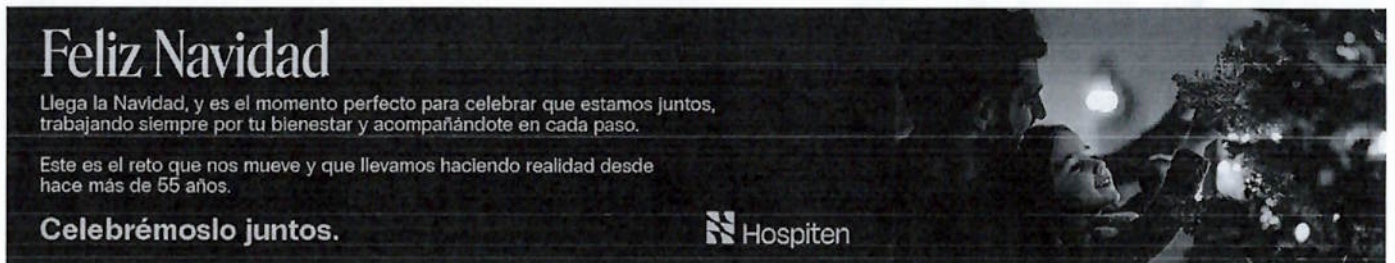 Feliz Navidad
Llega la Navidad, y es el momento perfecto para celebrar que estamos juntos,
trabajando siempre por tu bienestar y acompañándote en cada paso.
Este es el reto que nos mueve y que llevamos haciendo realidad desde
hace más de 55 años.
Celebrémoslo juntos.
Hospiten